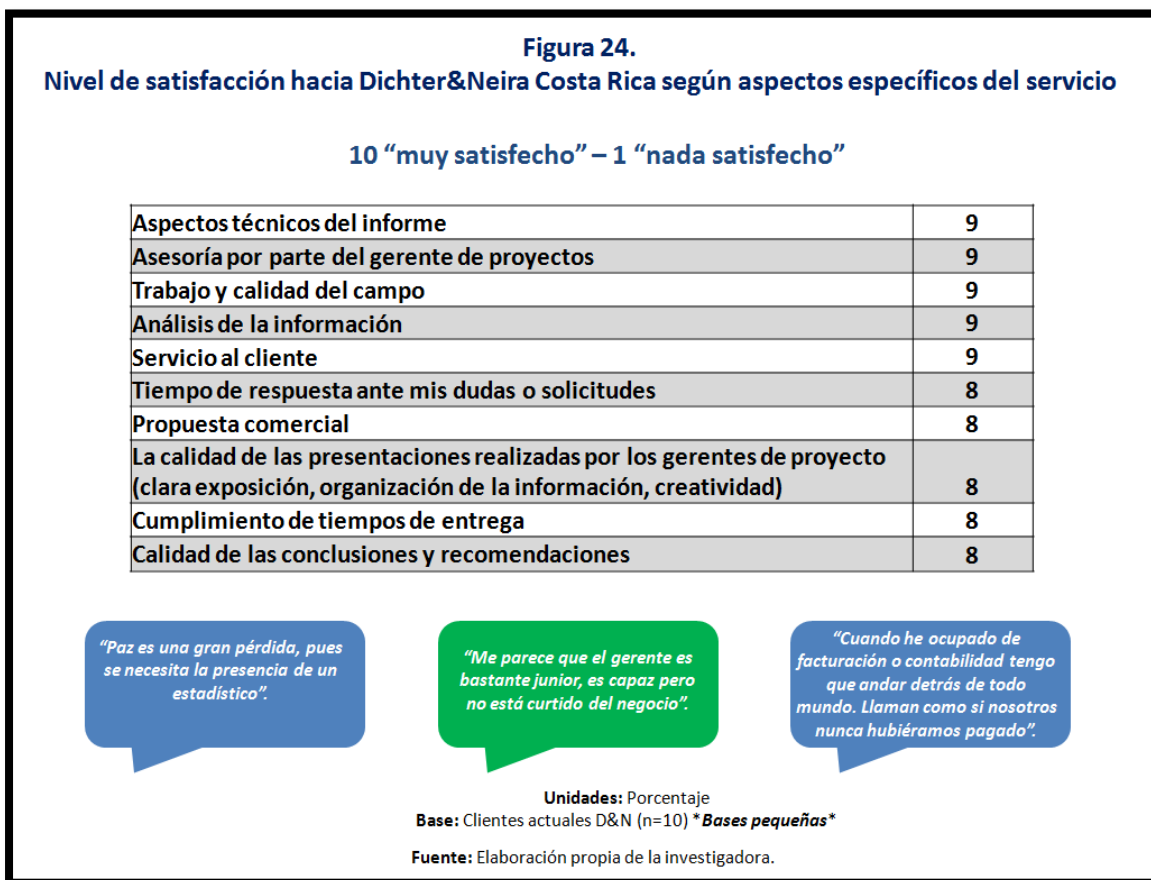 Figura 24.
Nivel de satisfacción hacia Dichter&Neira Costa Rica según aspectos específicos del servicio
10 “muy satisfecho” – 1 “nada satisfecho”
Aspectos técnicos del informe 9
Asesoría por parte del gerente de proyectos 9
Trabajo y calidad del campo 9
Análisis de la información 9
Servicio al cliente 9
Tiempo de respuesta ante mis dudas o solicitudes 8
Propuesta comercial 8
La calidad de las presentaciones realizadas por los gerentes de proyecto
(clara exposición, organización de la información, creatividad) 8
Cumplimiento de tiempos de entrega 8
Calidad de las conclusiones y recomendaciones 8
“Paz es una gran pérdida, pues
se necesita la presencia de un
estadístico”.
“Me parece que el gerente es
bastante junior, es capaz pero
no está curtido del negocio”.
“Cuando he ocupado de
facturación o contabilidad tengo
que andar detrás de todo
mundo. Llaman como si nosotros
nunca hubiéramos pagado”.
Unidades: Porcentaje
Base: Clientes actuales D&N (n=10) *Bases pequeñas*
Fuente: Elaboración propia de la investigadora.